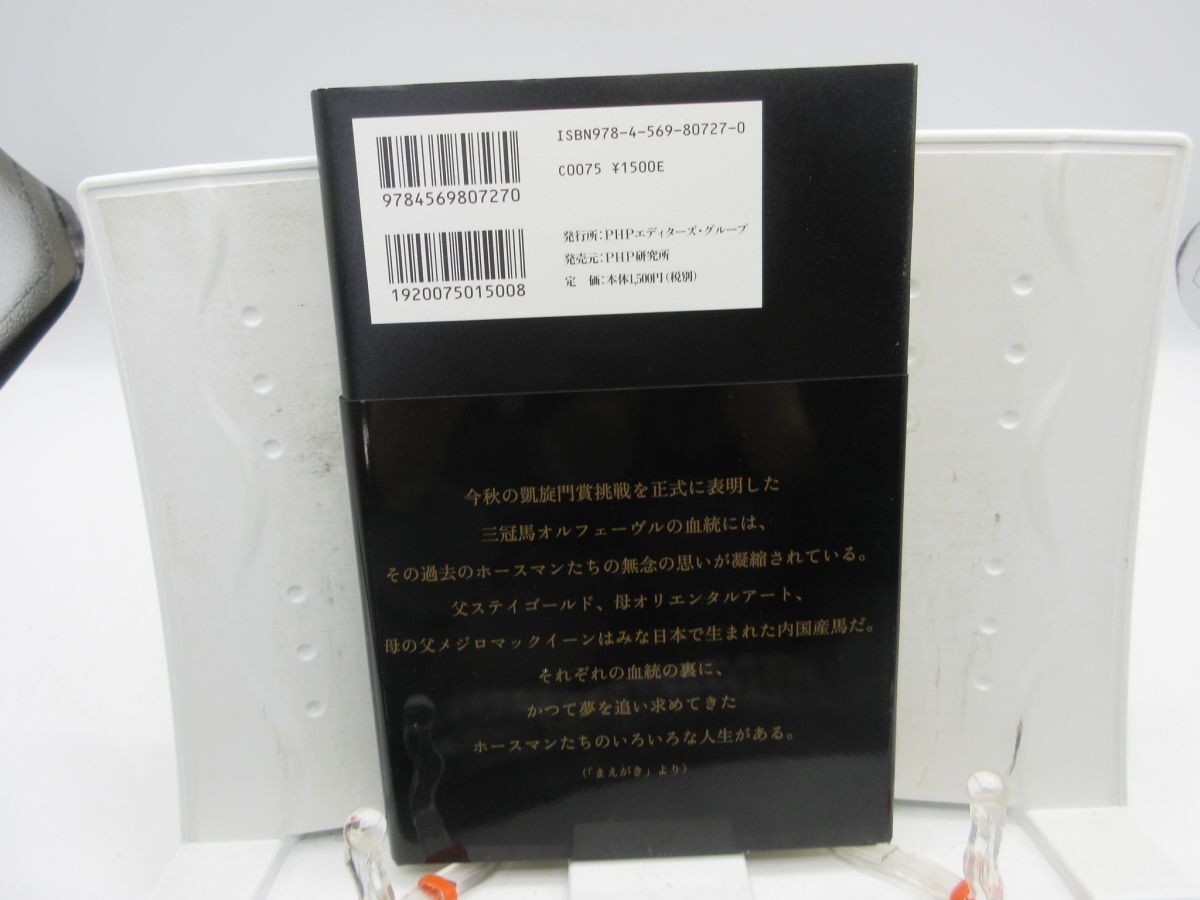 ISBN978-4-569-80727-0
C0075 ¥1500E
9784569807270
1920075015008
発行所：PHPエディターズ・グループ
発売元：PHP研究所
定　価：本体1,500円（税別）
今秋の凱旋門賞挑戦を正式に表明した
三冠馬オルフェーヴルの血統には、
その過去のホースマンたちの無念の思いが凝縮されている。
父ステイゴールド、母オリエンタルアート、
母の父メジロマックイーンはみな日本で生まれた内国産馬だ。
それぞれの血統の裏に、
かつて夢を追い求めてきた
ホースマンたちのいろいろな人生がある。
（「まえがき」より）